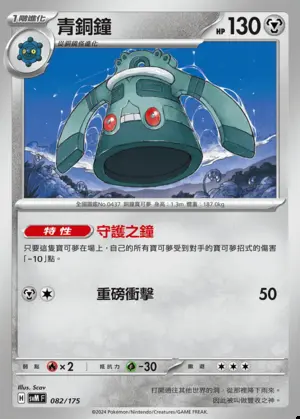 1階進化
青銅鐘
HP 130
從銅鏡怪進化
全國圖鑑No.0437 銅鐘寶可夢 身高:1.3m 體重:187.0kg
特性 守護之鐘
只要這隻寶可夢在場上,自己的所有寶可夢受到對手的寶可夢招式的傷害
「-10」點。
重磅衝擊 50
弱點 ×2 抵抗力 -30 撤退
Illus. Scav
H SVM F 082/175
打開通往其他世界的洞,從那裡降下雨來。
因此被叫做豐收之神。
©2024 Pokémon/Nintendo/Creatures/GAME FREAK.